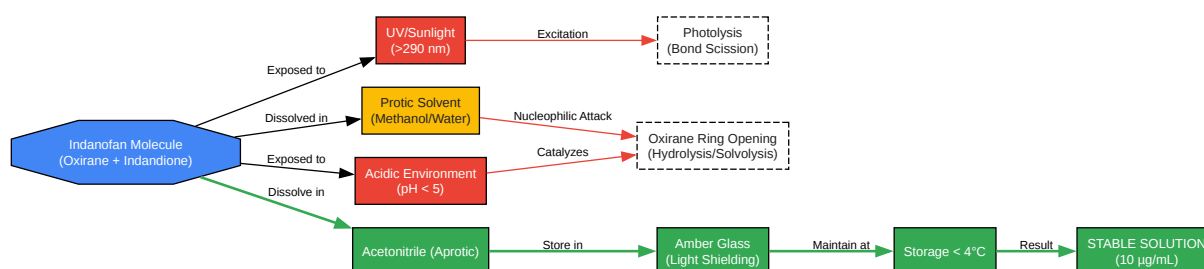 Indanofan Molecule
(Oxirane + Indandione)
Exposed to
UV/Sunlight
(>290 nm)
Excitation
Photolysis
(Bond Scission)
Dissolved in
Protic Solvent
(Methanol/Water)
Nucleophilic Attack
Exposed to
Acidic Environment
(pH < 5)
Catalyzes
Oxirane Ring Opening
(Hydrolysis/Solvolysis)
Dissolve in
Acetonitrile (Aprotic)
Store in
Amber Glass
(Light Shielding)
Maintain at
Storage < 4°C
Result
STABLE SOLUTION
(10 µg/mL)